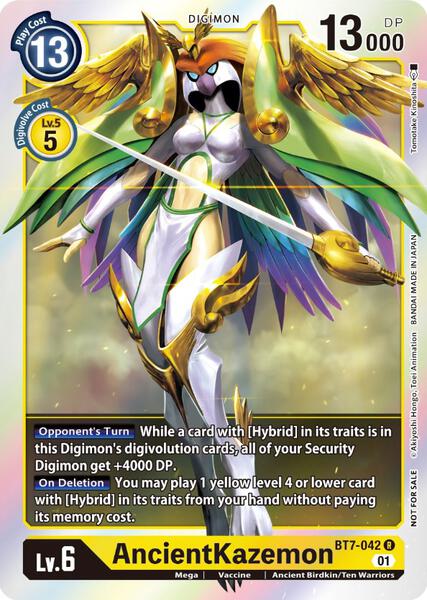 Play Cost
13
DIGIMON
DP
13000
Digivolve Cost
Lv.5
5
Tomotake Kinoshita
© Akiyoshi Hongo, Toei Animation BANDAI MADE IN JAPAN
NOT FOR SALE
Opponent's Turn While a card with [Hybrid] in its traits is in
this Digimon's digivolution cards, all of your Security
Digimon get +4000 DP.
On Deletion You may play 1 yellow level 4 or lower card
with [Hybrid] in its traits from your hand without paying
its memory cost.
Lv.6
AncientKazemon
BT7-042 R
01
Mega Vaccine Ancient Birdkin/Ten Warriors